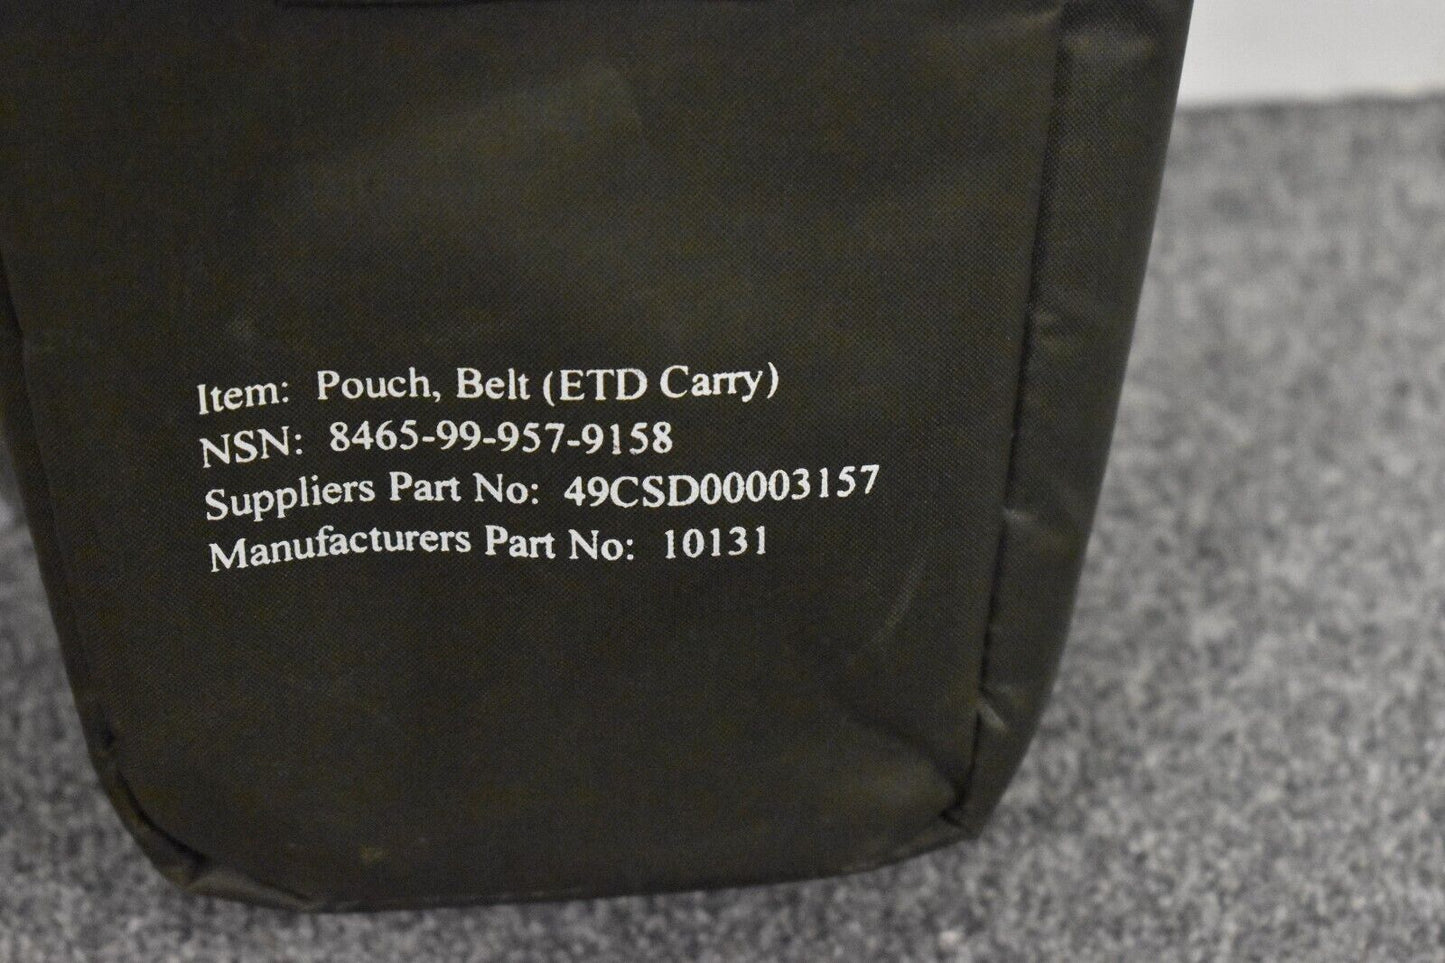 Item: Pouch, Belt (ETD Carry)
NSN: 8465-99-957-9158
Suppliers Part No: 49CSD00003157
Manufacturers Part No: 10131